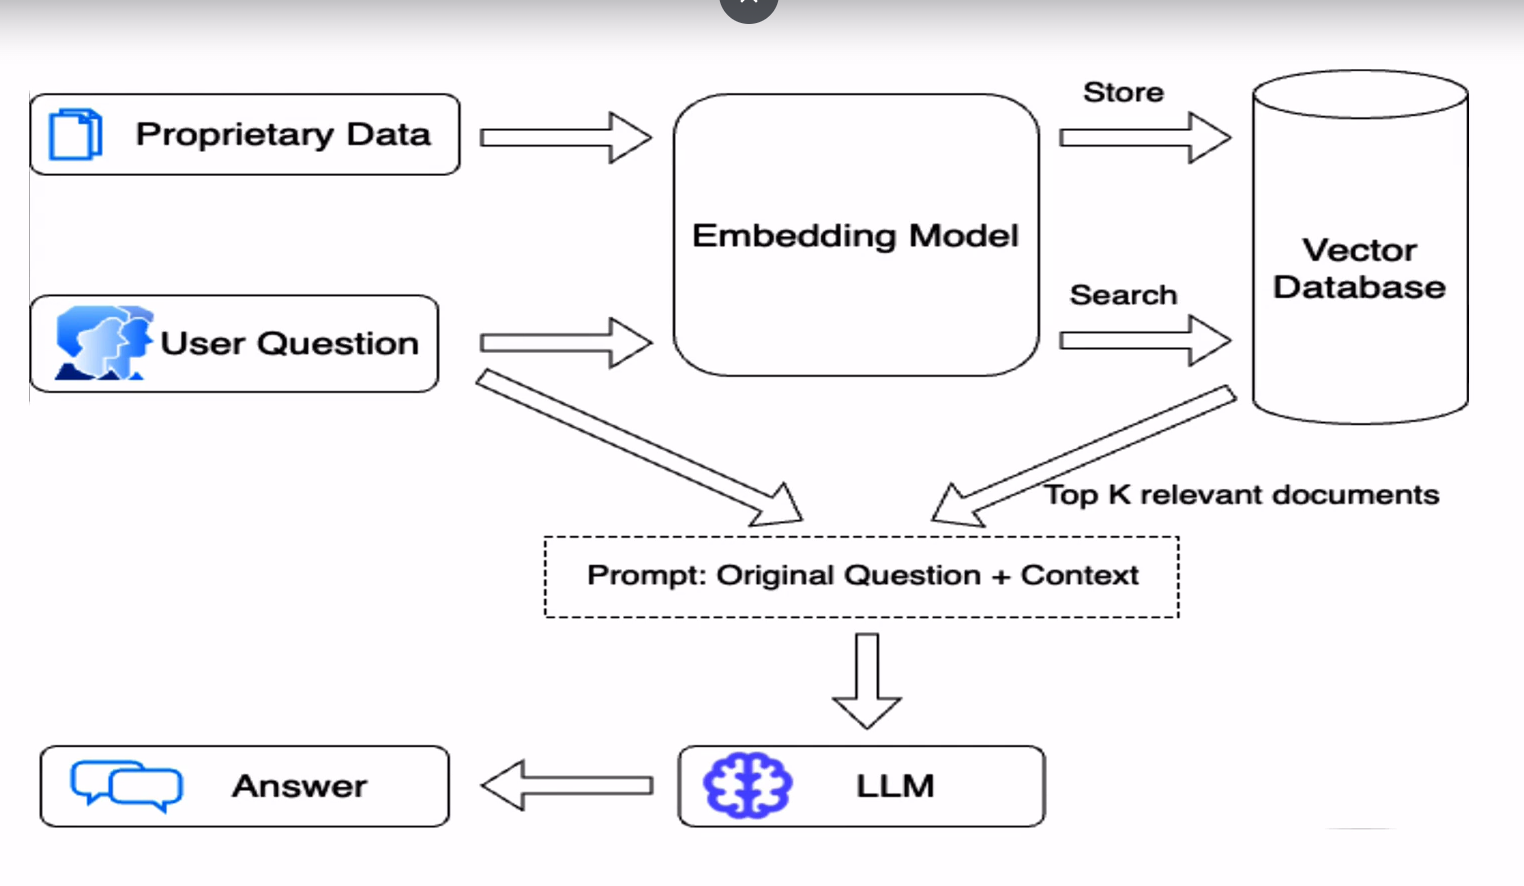 Store
Proprietary Data
Embedding Model
Vector
Database
Search
User Question
Top K relevant documents
Prompt: Original Question + Context
Answer
LLM